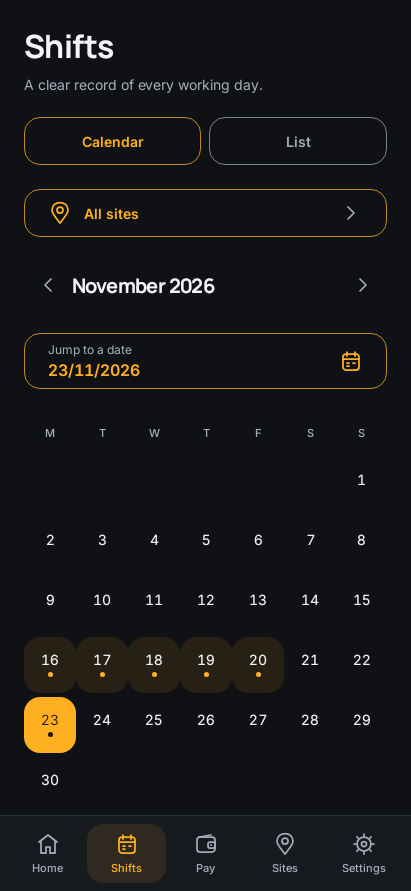 Shifts
A clear record of every working day.
Calendar List
All sites
November 2026
Jump to a date
23/11/2026
M T W T F S S
1
2 3 4 5 6 7 8
9 10 11 12 13 14 15
16 17 18 19 20 21 22
23 24 25 26 27 28 29
30
Home Shifts Pay Sites Settings